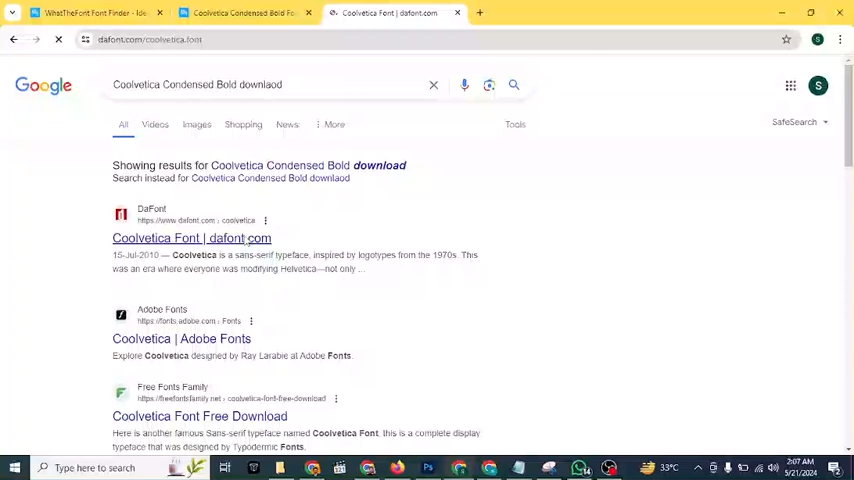 WhatTheFont Font Finder - Ide
Coolvetica Condensed Bold Fo
Coolvetica Font | dafont.com
dafont.com/coolvetica.font
S
Google
Coolvetica Condensed Bold downlaod
S
All
Videos
Images
Shopping
News
More
Tools
SafeSearch
Showing results for Coolvetica Condensed Bold download
Search instead for Coolvetica Condensed Bold downlaod
DaFont
https://www.dafont.com › coolvetica
Coolvetica Font | dafont.com
15-Jul-2010 — Coolvetica is a sans-serif typeface, inspired by logotypes from the 1970s. This
was an era where everyone was modifying Helvetica—not only ...
Adobe Fonts
https://fonts.adobe.com › Fonts
Coolvetica | Adobe Fonts
Explore Coolvetica designed by Ray Larabie at Adobe Fonts.
Free Fonts Family
https://freefontsfamily.net › coolvetica-font-free-download
Coolvetica Font Free Download
Here is another famous Sans-serif typeface named Coolvetica Font, this is a complete display
typeface that was designed by Typodermic Fonts.
Type here to search
33°C
2:07 AM
5/21/2024